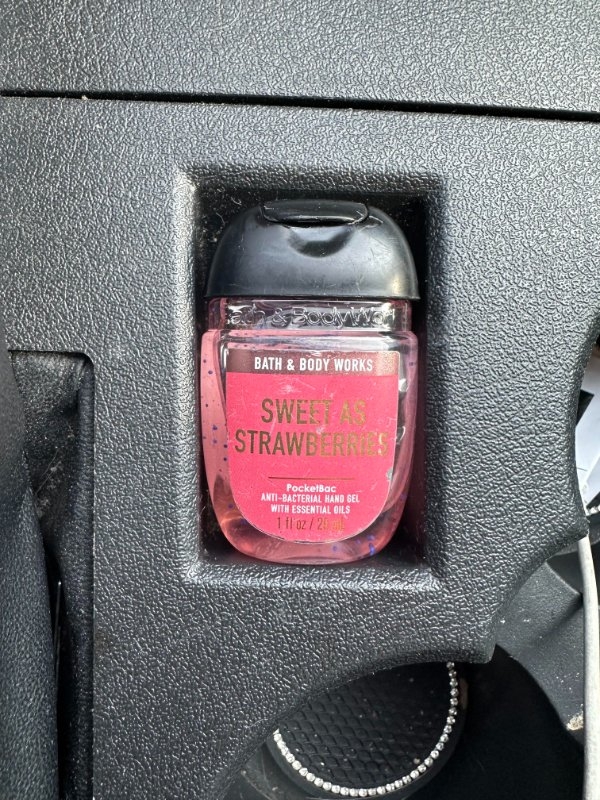 Bath & Body Wor
BATH & BODY WORKS
SWEET AS
STRAWBERRIES
PocketBac
ANTI-BACTERIAL HAND GEL
WITH ESSENTIAL OILS
1 fl oz / 29 mL